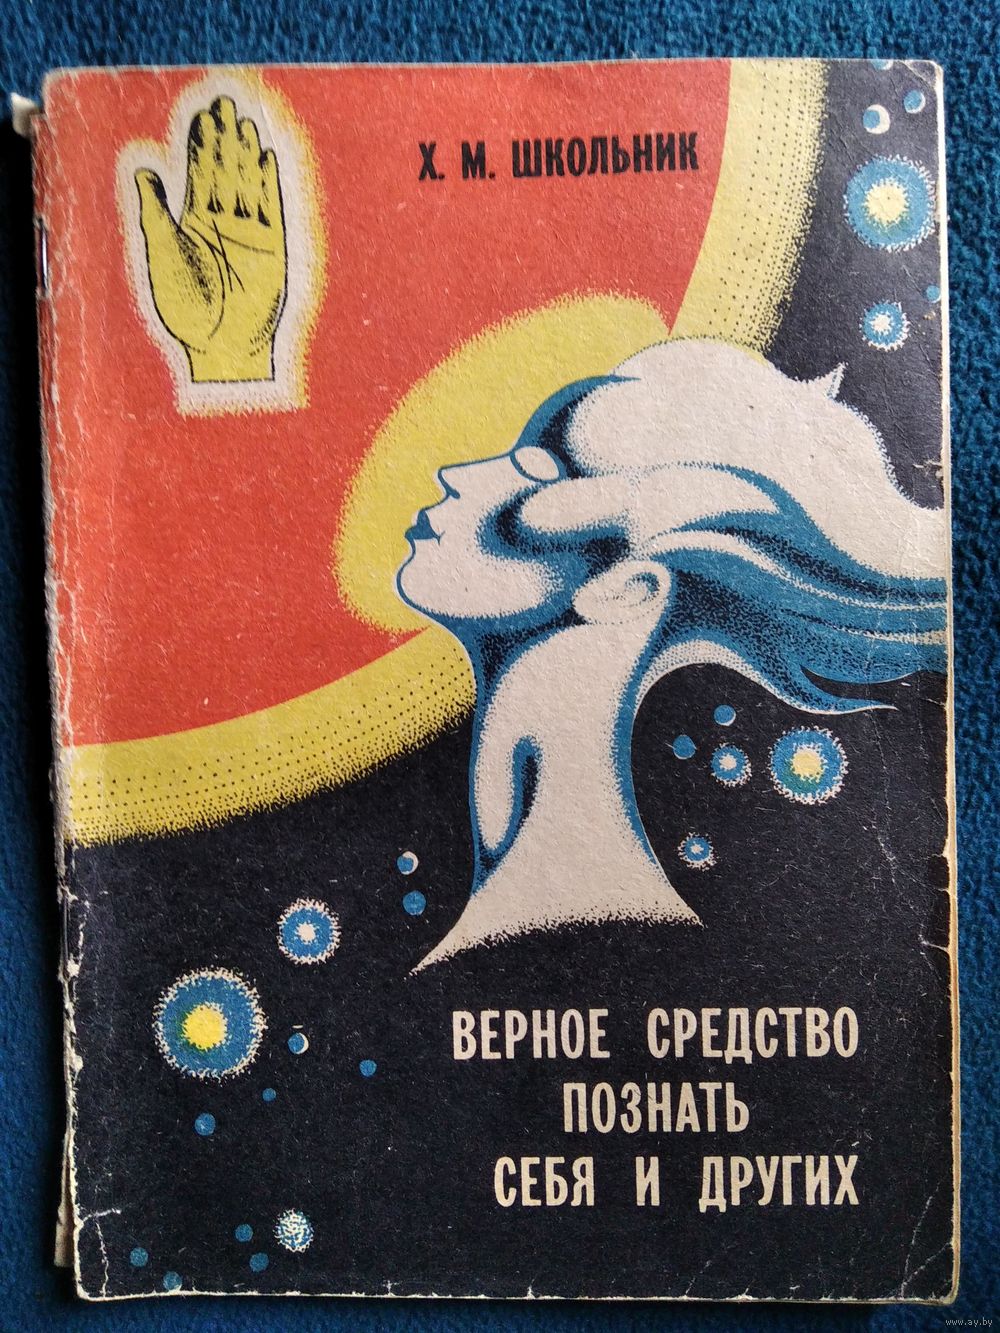 Х. М. ШКОЛЬНИК
ВЕРНОЕ СРЕДСТВО
ПОЗНАТЬ
СЕБЯ И ДРУГИХ
www.ay.by